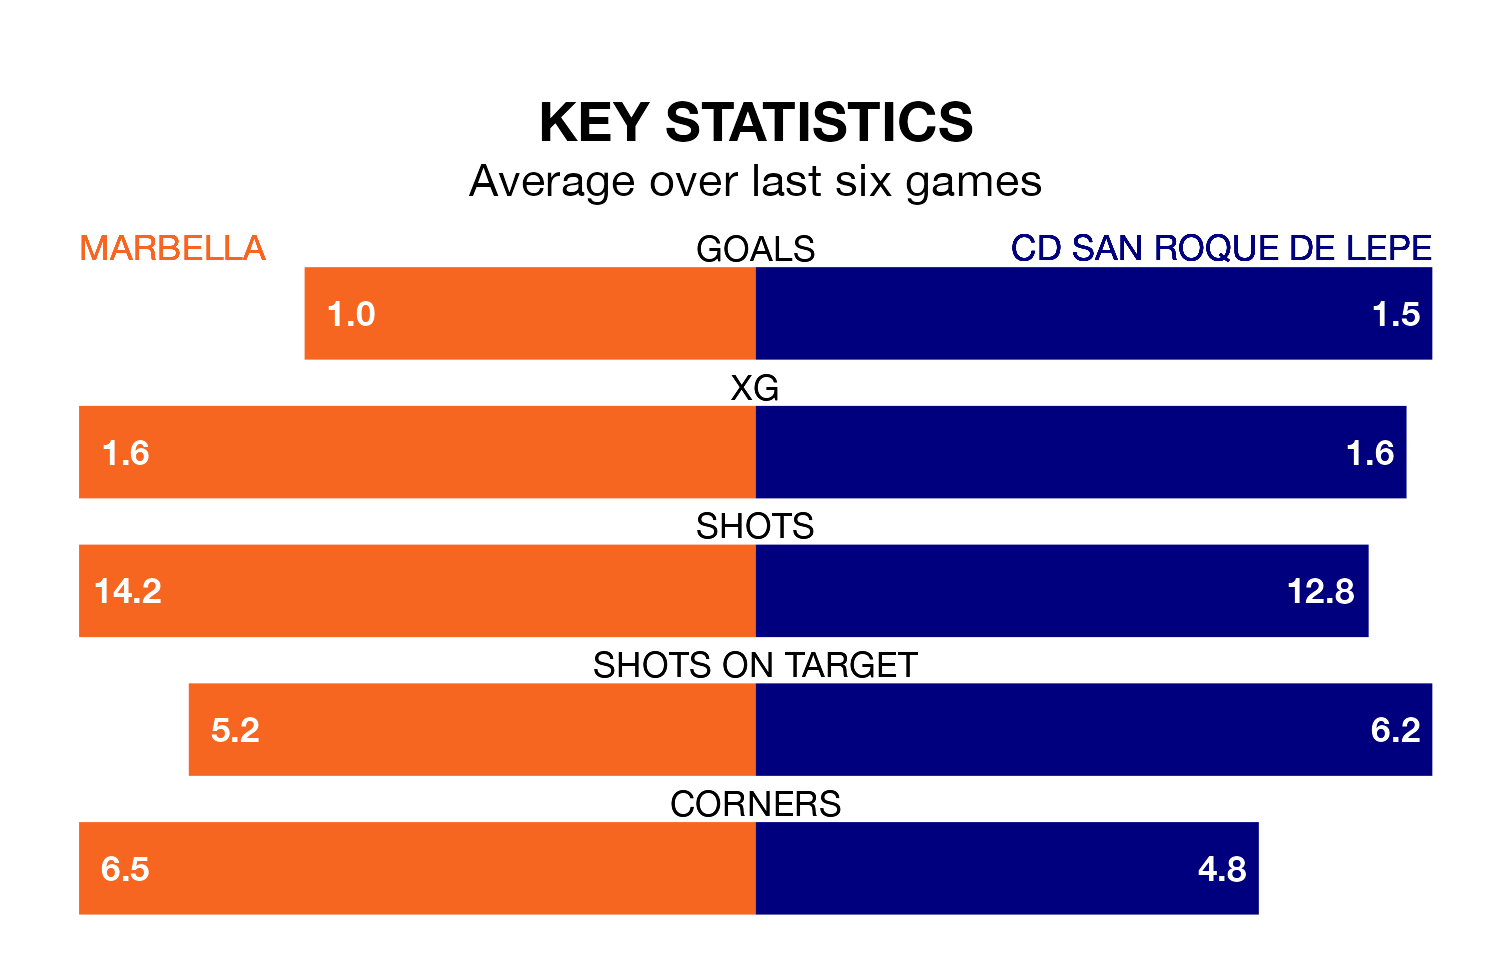 KEY STATISTICS
Average over last six games
MARBELLA GOALS CD SAN ROQUE DE LEPE
1.0 1.5
XG
1.6 1.6
SHOTS
14.2 12.8
SHOTS ON TARGET
5.2 6.2
CORNERS
6.5 4.8